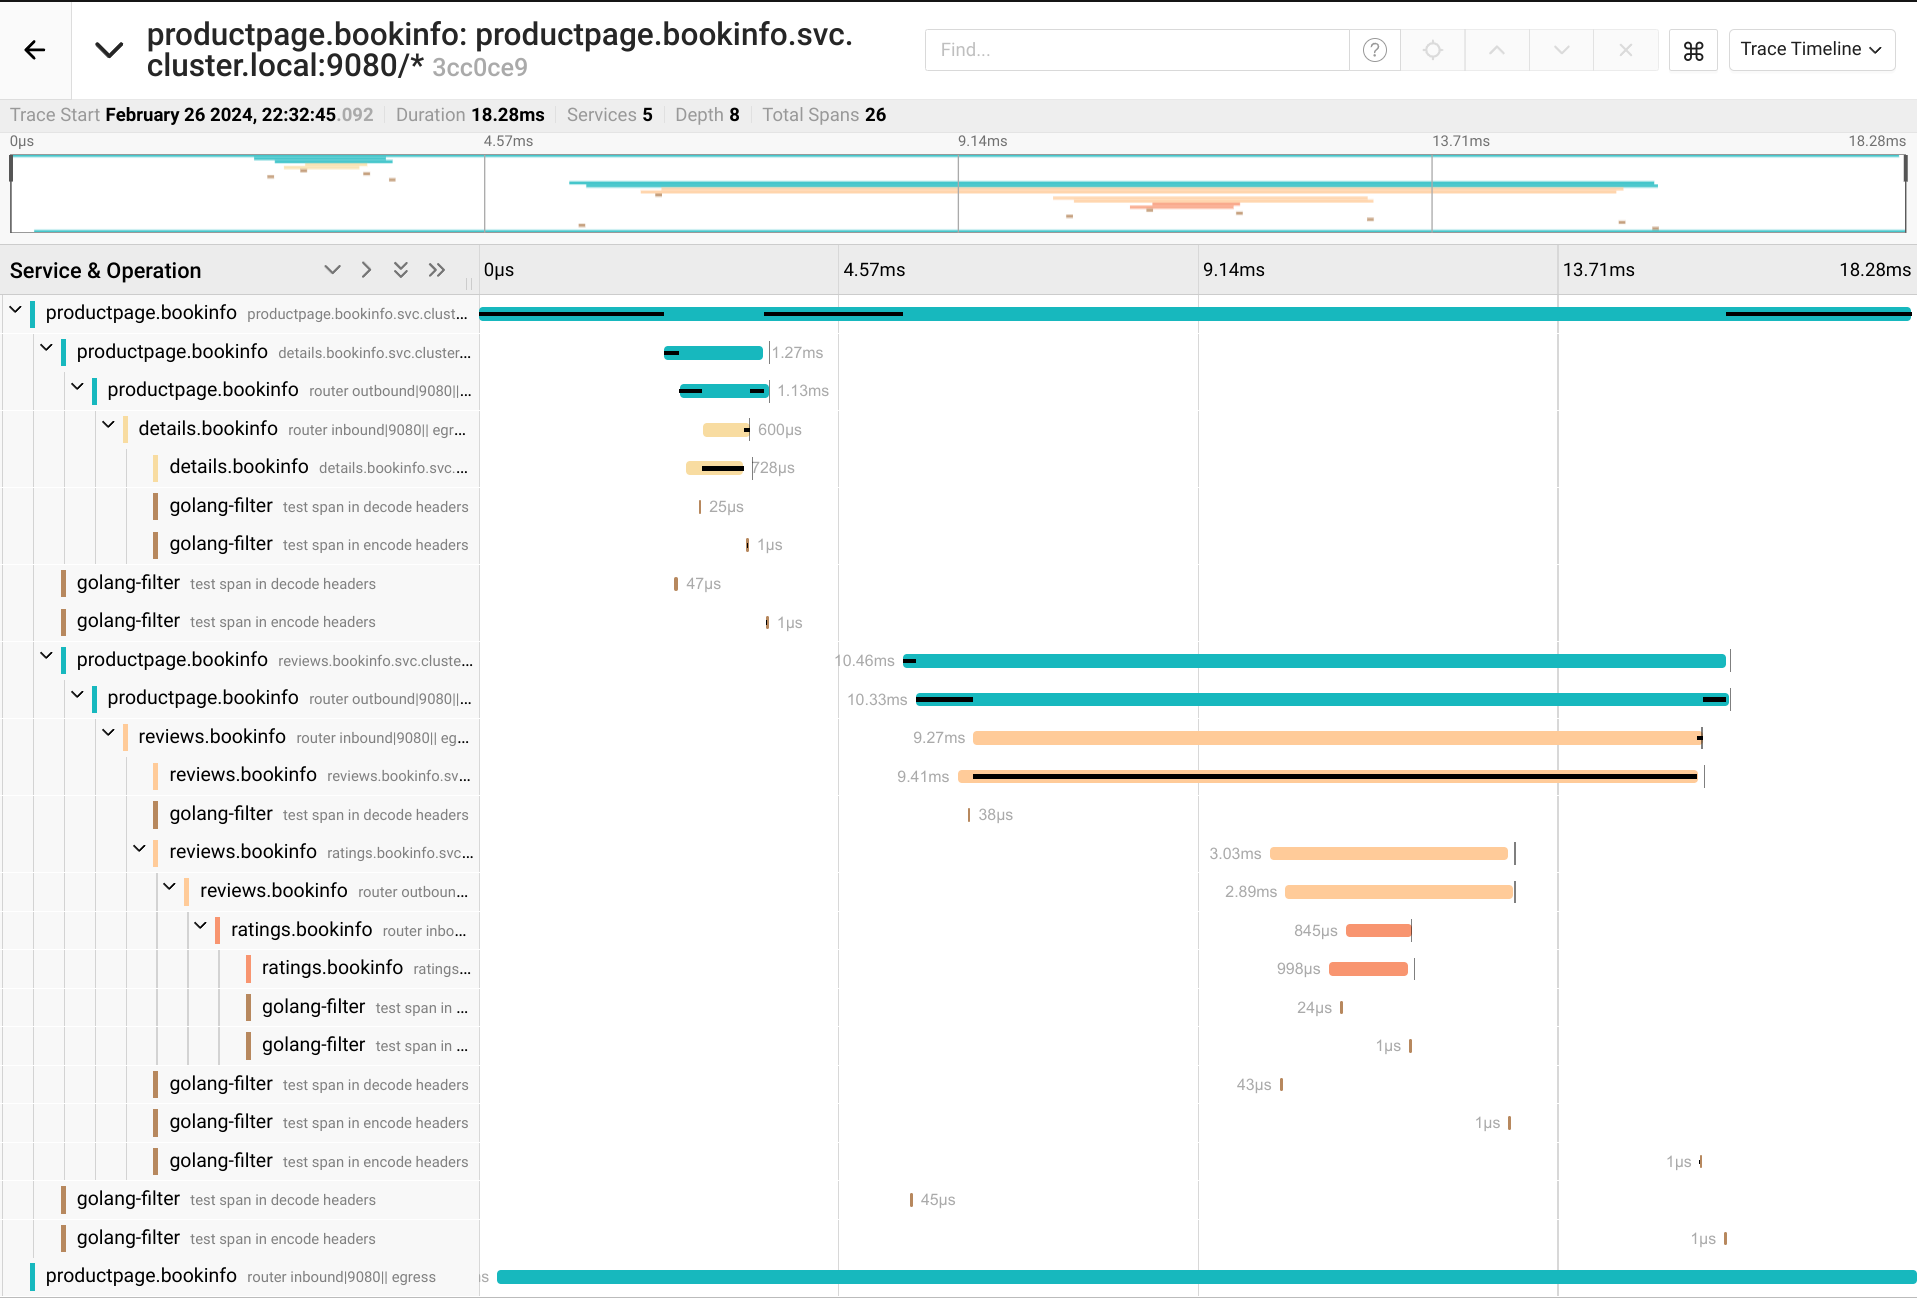 productpage.bookinfo: productpage.bookinfo.svc.
cluster.local:9080/* 3cc0ce9
Find...
?
⌘
Trace Timeline
Trace Start February 26 2024, 22:32:45.092 Duration 18.28ms Services 5 Depth 8 Total Spans 26
0μs 4.57ms 9.14ms 13.71ms 18.28ms
Service & Operation 0μs 4.57ms 9.14ms 13.71ms 18.28ms
productpage.bookinfo productpage.bookinfo.svc.clust...
productpage.bookinfo details.bookinfo.svc.cluster... 1.27ms
productpage.bookinfo router outbound|9080||... 1.13ms
details.bookinfo router inbound|9080|| egr... 600μs
details.bookinfo details.bookinfo.svc.... 728μs
golang-filter test span in decode headers 25μs
golang-filter test span in encode headers 1μs
golang-filter test span in decode headers 47μs
golang-filter test span in encode headers 1μs
productpage.bookinfo reviews.bookinfo.svc.cluste... 10.46ms
productpage.bookinfo router outbound|9080||... 10.33ms
reviews.bookinfo router inbound|9080|| eg... 9.27ms
reviews.bookinfo reviews.bookinfo.sv... 9.41ms
golang-filter test span in decode headers 38μs
reviews.bookinfo ratings.bookinfo.svc... 3.03ms
reviews.bookinfo router outboun... 2.89ms
ratings.bookinfo router inbo... 845μs
ratings.bookinfo ratings... 998μs
golang-filter test span in ... 24μs
golang-filter test span in ... 1μs
golang-filter test span in decode headers 43μs
golang-filter test span in encode headers 1μs
golang-filter test span in encode headers 1μs
golang-filter test span in decode headers 45μs
golang-filter test span in encode headers 1μs
productpage.bookinfo router inbound|9080|| egress